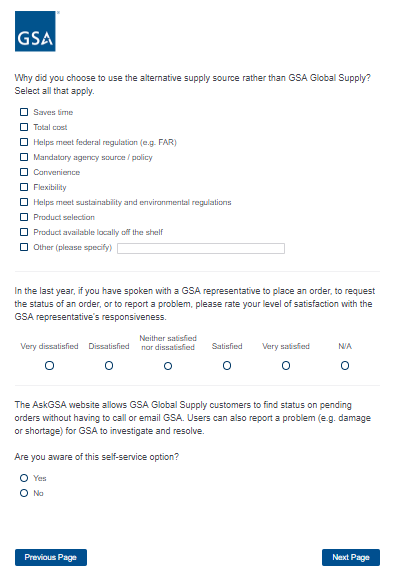 GSA
Why did you choose to use the alternative supply source rather than GSA Global Supply?
Select all that apply.
Saves time
Total cost
Helps meet federal regulation (e.g. FAR)
Mandatory agency source / policy
Convenience
Flexibility
Helps meet sustainability and environmental regulations
Product selection
Product available locally off the shelf
Other (please specify)
In the last year, if you have spoken with a GSA representative to place an order, to request
the status of an order, or to report a problem, please rate your level of satisfaction with the
GSA representative's responsiveness.
Neither satisfied
Very dissatisfied Dissatisfied nor dissatisfied Satisfied Very satisfied N/A
The AskGSA website allows GSA Global Supply customers to find status on pending
orders without having to call or email GSA. Users can also report a problem (e.g. damage
or shortage) for GSA to investigate and resolve.
Are you aware of this self-service option?
Yes
No
Previous Page Next Page